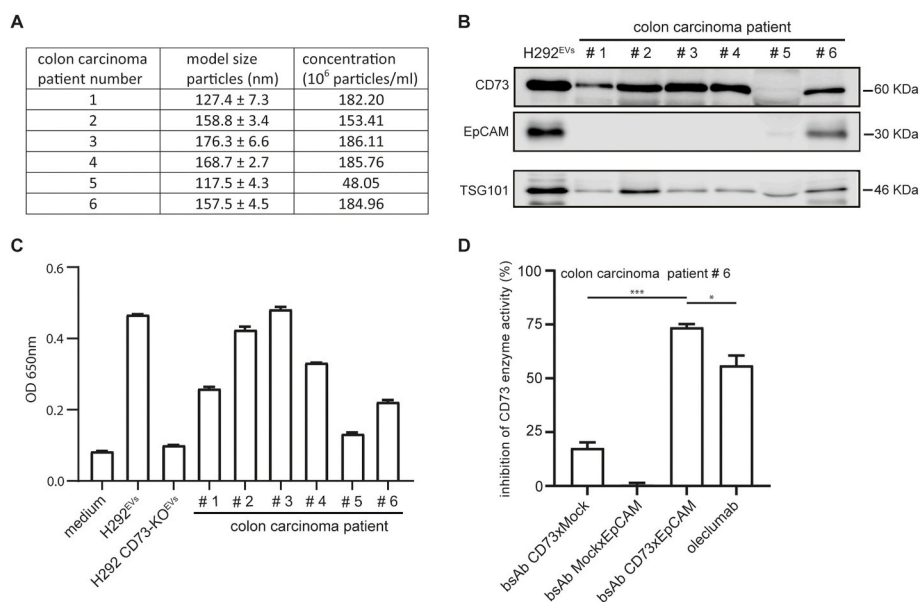 A
colon carcinoma patient number model size particles (nm) concentration (10⁶ particles/ml)
1 127.4 ± 7.3 182.20
2 158.8 ± 3.4 153.41
3 176.3 ± 6.6 186.11
4 168.7 ± 2.7 185.76
5 117.5 ± 4.3 48.05
6 157.5 ± 4.5 184.96
B
colon carcinoma patient
H292ᴱⱽˢ # 1 # 2 # 3 # 4 # 5 # 6
CD73 60 KDa
EpCAM 30 KDa
TSG101 46 KDa
C
OD 650nm
0.6
0.4
0.2
0.0
medium H292ᴱⱽˢ H292 CD73-KOᴱⱽˢ # 1 # 2 # 3 # 4 # 5 # 6
colon carcinoma patient
D
colon carcinoma patient # 6
inhibition of CD73 enzyme activity (%)
100
75
50
25
0
*** *
bsAb CD73xMock bsAb MockxEpCAM bsAb CD73xEpCAM oleclumab